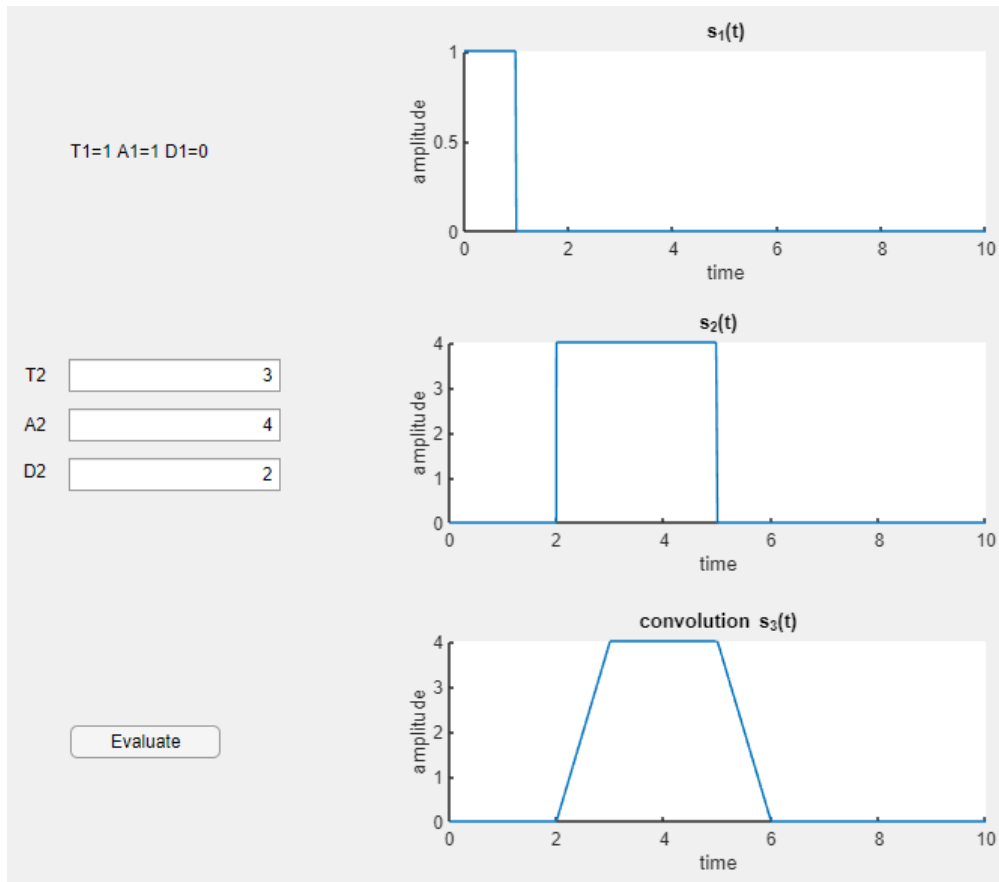 s₁(t)
1
0.5
0
amplitude
0 2 4 6 8 10
time
T1=1 A1=1 D1=0
s₂(t)
4
3
2
1
0
amplitude
0 2 4 6 8 10
time
T2 3
A2 4
D2 2
convolution s₃(t)
4
3
2
1
0
amplitude
0 2 4 6 8 10
time
Evaluate